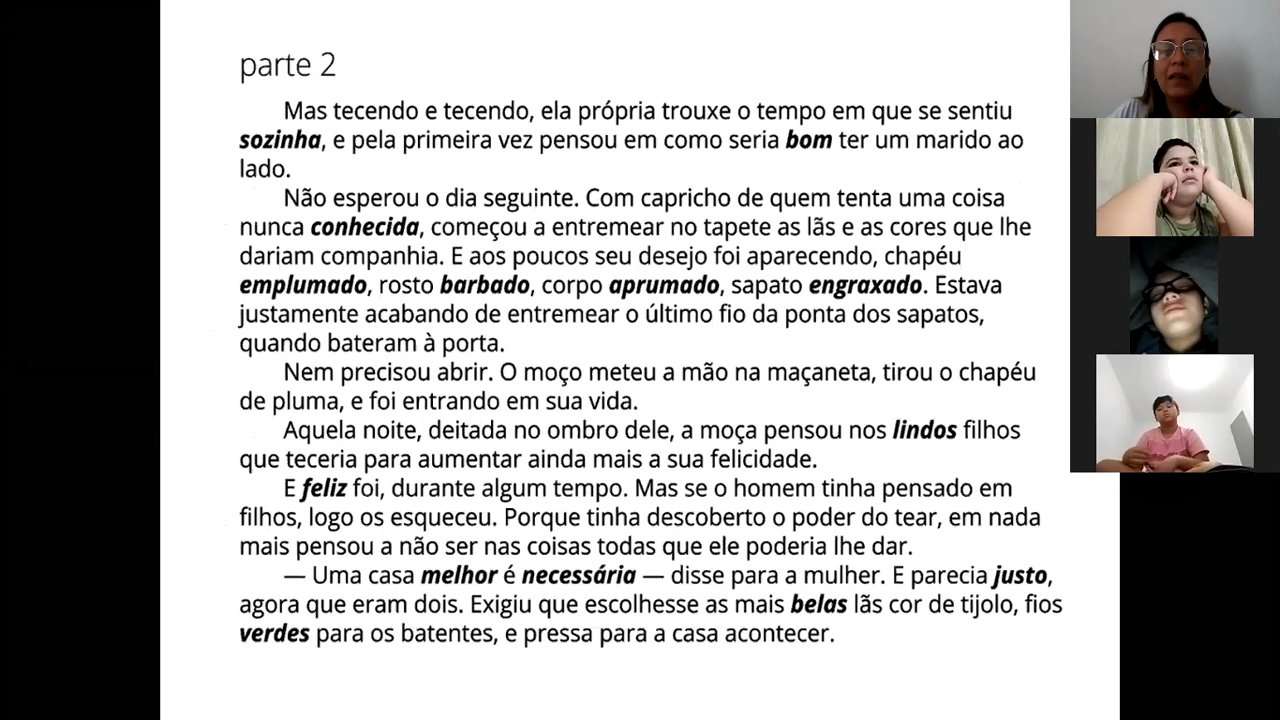 parte 2
Mas tecendo e tecendo, ela própria trouxe o tempo em que se sentiu
sozinha, e pela primeira vez pensou em como seria bom ter um marido ao
lado.
Não esperou o dia seguinte. Com capricho de quem tenta uma coisa
nunca conhecida, começou a entremear no tapete as lãs e as cores que lhe
dariam companhia. E aos poucos seu desejo foi aparecendo, chapéu
emplumado, rosto barbado, corpo aprumado, sapato engraxado. Estava
justamente acabando de entremear o último fio da ponta dos sapatos,
quando bateram à porta.
Nem precisou abrir. O moço meteu a mão na maçaneta, tirou o chapéu
de pluma, e foi entrando em sua vida.
Aquela noite, deitada no ombro dele, a moça pensou nos lindos filhos
que teceria para aumentar ainda mais a sua felicidade.
E feliz foi, durante algum tempo. Mas se o homem tinha pensado em
filhos, logo os esqueceu. Porque tinha descoberto o poder do tear, em nada
mais pensou a não ser nas coisas todas que ele poderia lhe dar.
— Uma casa melhor é necessária — disse para a mulher. E parecia justo,
agora que eram dois. Exigiu que escolhesse as mais belas lãs cor de tijolo, fios
verdes para os batentes, e pressa para a casa acontecer.